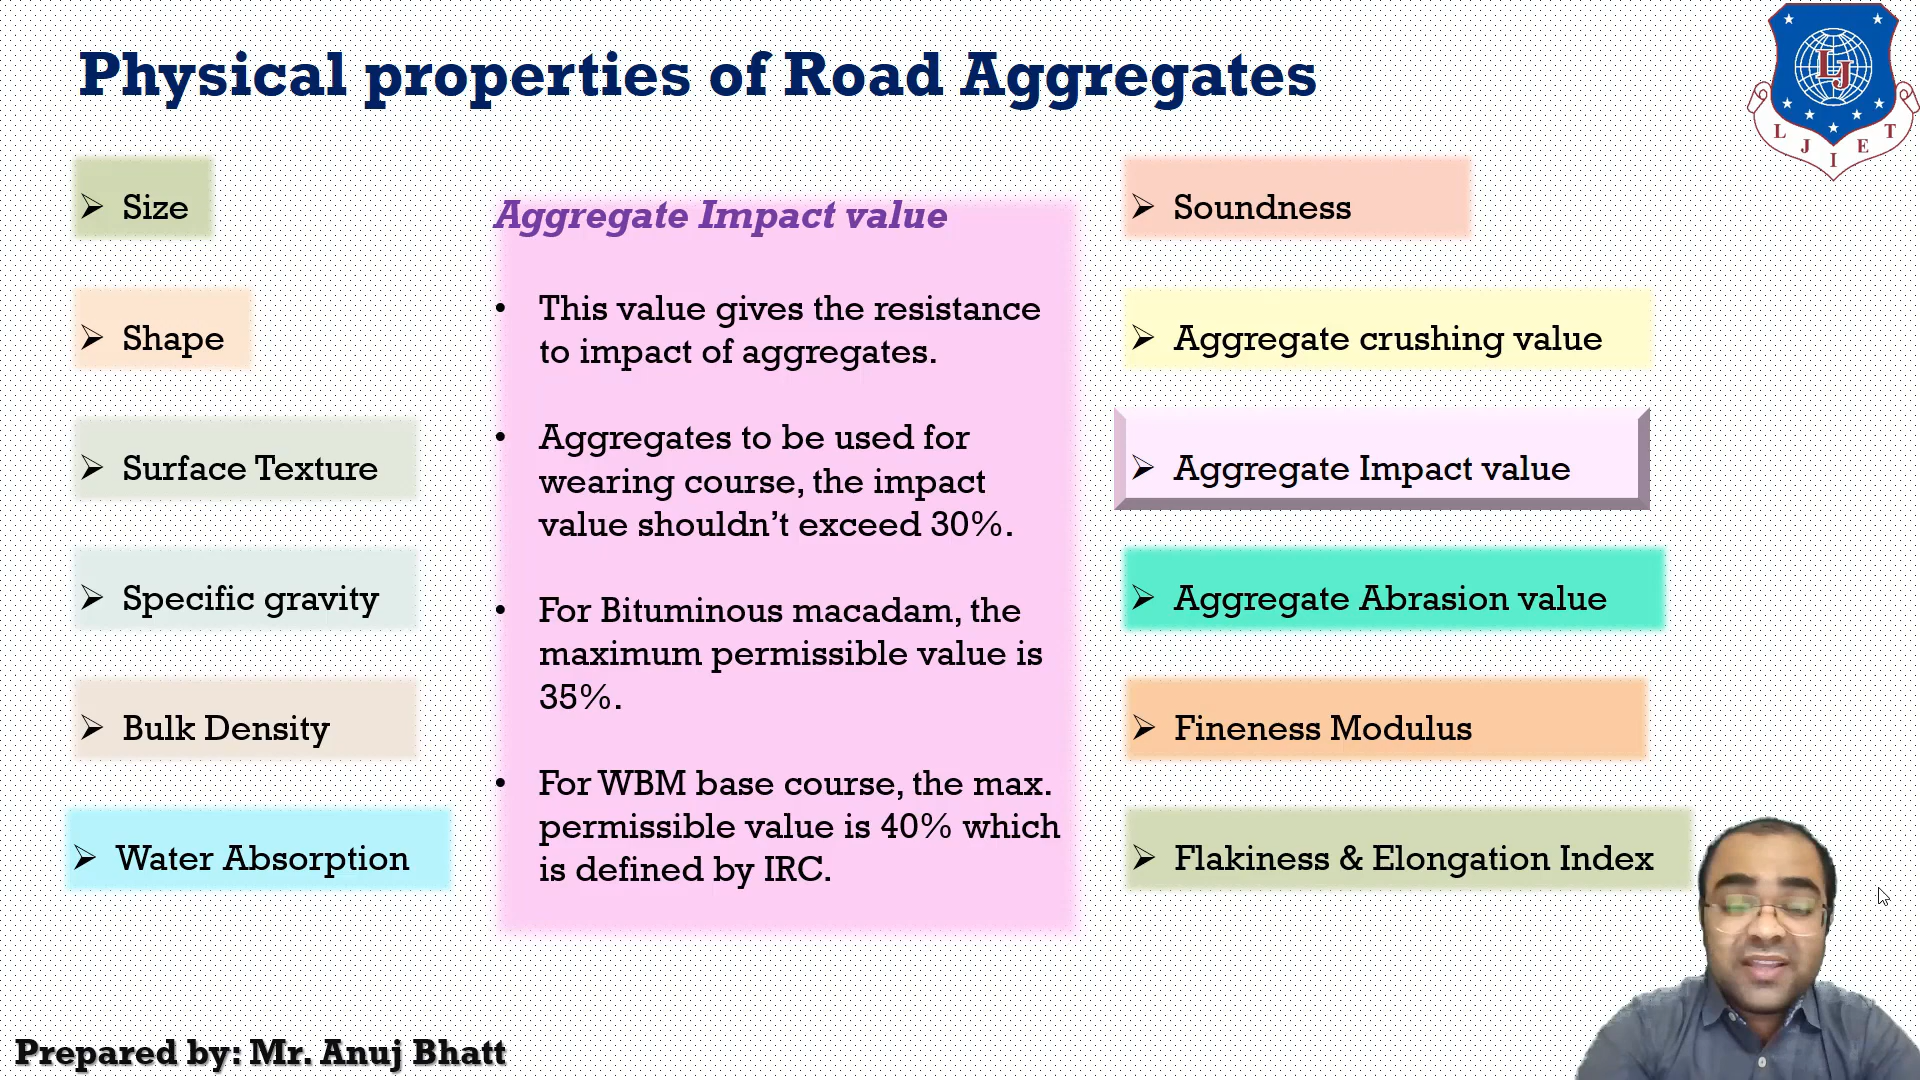 Physical properties of Road Aggregates
LJ
L J I E T
➢ Size
➢ Shape
➢ Surface Texture
➢ Specific gravity
➢ Bulk Density
➢ Water Absorption
Aggregate Impact value
• This value gives the resistance
to impact of aggregates.
• Aggregates to be used for
wearing course, the impact
value shouldn’t exceed 30%.
• For Bituminous macadam, the
maximum permissible value is
35%.
• For WBM base course, the max.
permissible value is 40% which
is defined by IRC.
➢ Soundness
➢ Aggregate crushing value
➢ Aggregate Impact value
➢ Aggregate Abrasion value
➢ Fineness Modulus
➢ Flakiness & Elongation Index
Prepared by: Mr. Anuj Bhatt